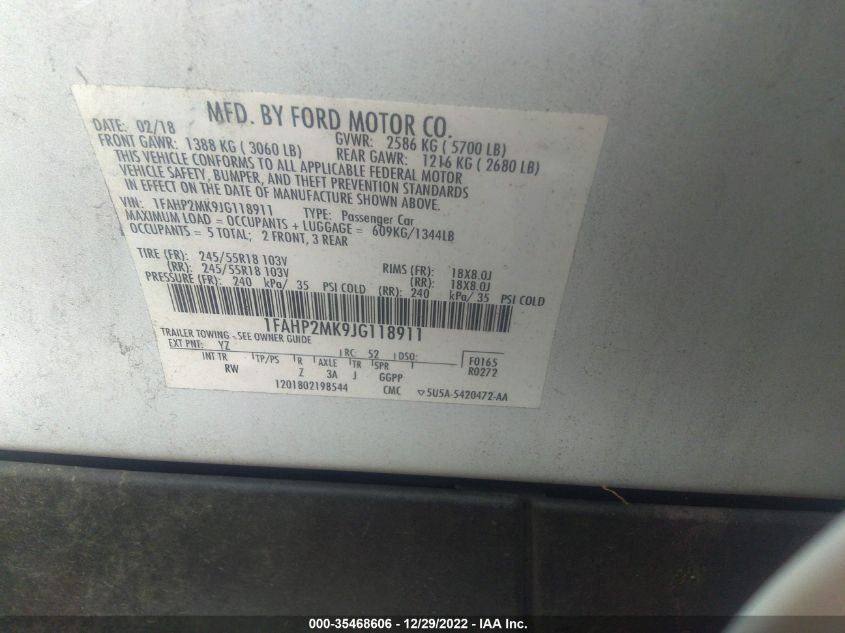 MFD. BY FORD MOTOR CO.
DATE: 02/18 GVWR: 2586 KG ( 5700 LB)
FRONT GAWR: 1388 KG ( 3060 LB) REAR GAWR: 1216 KG ( 2680 LB)
THIS VEHICLE CONFORMS TO ALL APPLICABLE FEDERAL MOTOR
VEHICLE SAFETY, BUMPER, AND THEFT PREVENTION STANDARDS
IN EFFECT ON THE DATE OF MANUFACTURE SHOWN ABOVE.
VIN: 1FAHP2MK9JG118911 TYPE: Passenger Car
MAXIMUM LOAD = OCCUPANTS + LUGGAGE = 609KG/1344LB
OCCUPANTS = 5 TOTAL; 2 FRONT, 3 REAR
TIRE (FR): 245/55R18 103V RIMS (FR): 18X8.0J
(RR): 245/55R18 103V (RR): 18X8.0J
PRESSURE (FR): 240 kPa/ 35 PSI COLD (RR): 240 kPa/ 35 PSI COLD
1FAHP2MK9JG118911
TRAILER TOWING - SEE OWNER GUIDE
EXT PNT: YZ RC: 52 DSO: F0165
INT TR TP/PS R AXLE TR SPR R0272
RW Z 3A J GGPP
1201802198544 CMC ▽5U5A-5420472-AA
000-35468606 - 12/29/2022 - IAA Inc.